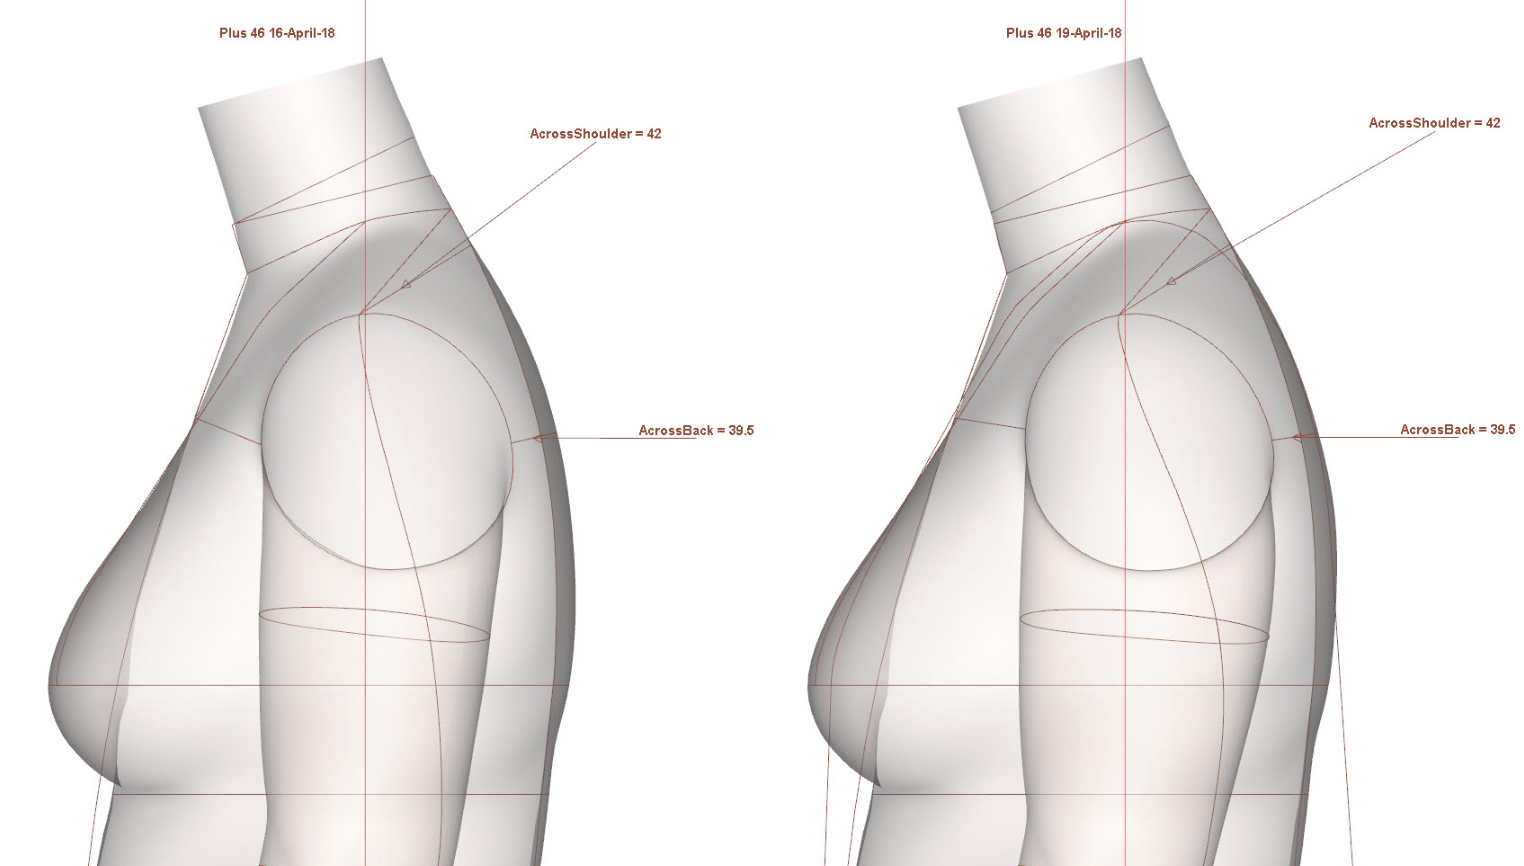 Plus 46 16-April-18
Plus 46 19-April-18
AcrossShoulder = 42
AcrossShoulder = 42
AcrossBack = 39.5
AcrossBack = 39.5